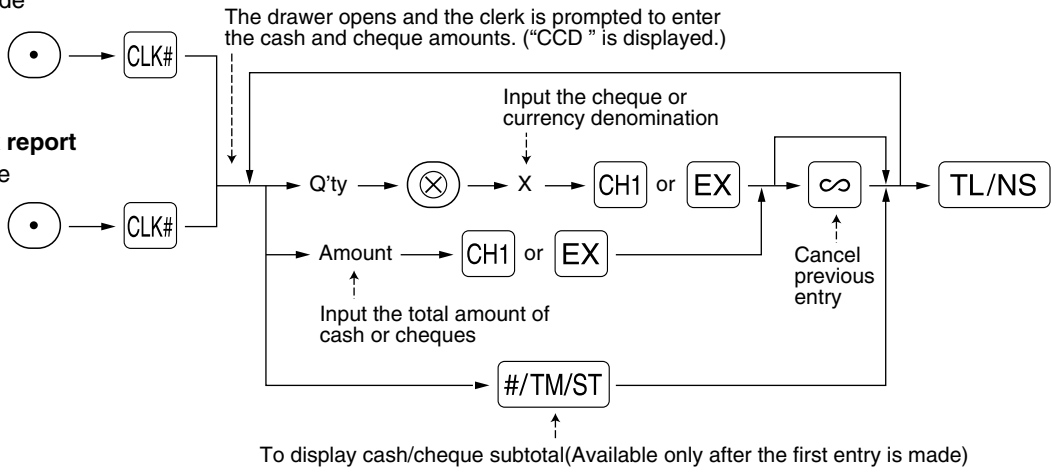 de
The drawer opens and the clerk is prompted to enter
the cash and cheque amounts. (“CCD ” is displayed.)
CLK#
Input the cheque or
currency denomination
report
e
Q'ty X CH1 or EX TL/NS
CLK#
Amount CH1 or EX
Cancel
previous
entry
Input the total amount of
cash or cheques
#/TM/ST
To display cash/cheque subtotal(Available only after the first entry is made)